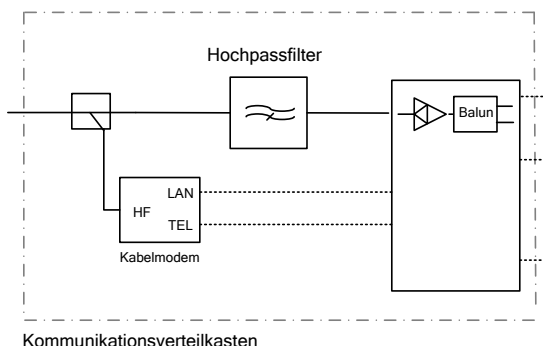 Hochpassfilter
Balun
LAN
HF
TEL
Kabelmodem
Kommunikationsverteilkasten